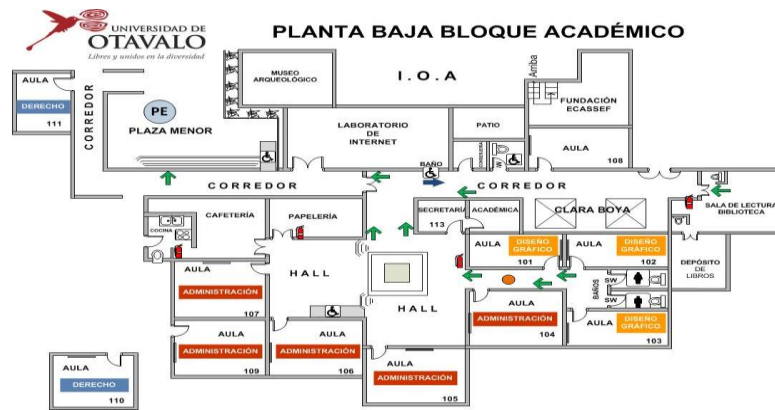 UNIVERSIDAD DE
OTAVALO
Libres y unidos en la diversidad
PLANTA BAJA BLOQUE ACADÉMICO
AULA
DERECHO
111
CORREDOR
PE
PLAZA MENOR
MUSEO
ARQUEOLÓGICO
I.O.A
Arriba
FUNDACIÓN
ECASSEF
LABORATORIO
DE
INTERNET
PATIO
BAÑO
SW
AULA
108
CORREDOR
CORREDOR
SALA DE LECTURA
BIBLIOTECA
COCINA
CAFETERÍA
PAPELERÍA
SECRETARÍA
ACADÉMICA
113
CLARA BOYA
AULA
DISEÑO
GRÁFICO
101
AULA
DISEÑO
GRÁFICO
102
DEPÓSITO
DE
LIBROS
HALL
HALL
AULA
ADMINISTRACIÓN
107
BAÑOS
SW
SW
AULA
ADMINISTRACIÓN
104
AULA
DISEÑO
GRÁFICO
103
AULA
ADMINISTRACIÓN
109
AULA
ADMINISTRACIÓN
106
AULA
ADMINISTRACIÓN
105
AULA
DERECHO
110